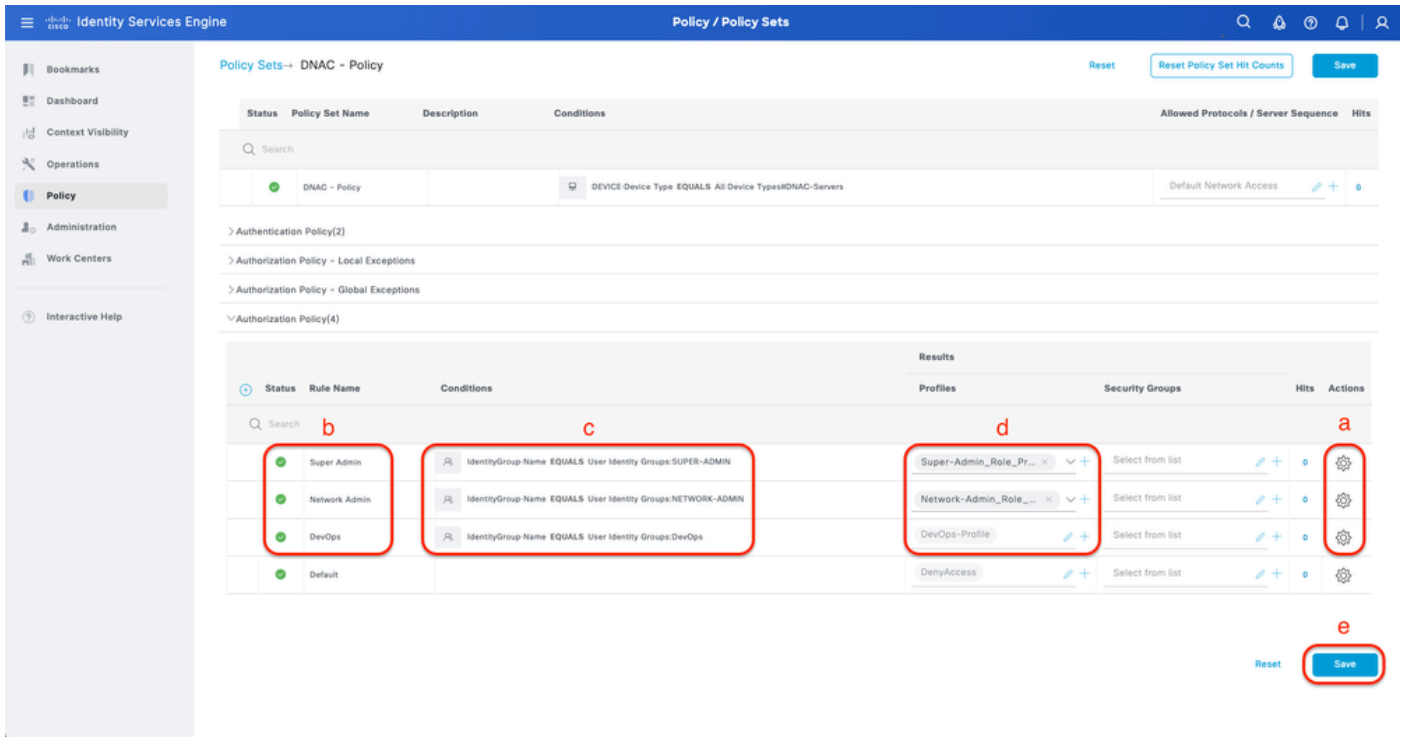 cisco Identity Services Engine
Policy / Policy Sets
Bookmarks
Dashboard
Context Visibility
Operations
Policy
Administration
Work Centers
Interactive Help
Policy Sets→ DNAC - Policy
Reset
Reset Policy Set Hit Counts
Save
Status Policy Set Name Description Conditions Allowed Protocols / Server Sequence Hits
Search
DNAC - Policy DEVICE·Device Type EQUALS All Device Types#DNAC-Servers Default Network Access 0
Authentication Policy(2)
Authorization Policy - Local Exceptions
Authorization Policy - Global Exceptions
Authorization Policy(4)
Results
Status Rule Name Conditions Profiles Security Groups Hits Actions
Search
b c d a
Super Admin IdentityGroup·Name EQUALS User Identity Groups:SUPER-ADMIN Super-Admin_Role_Pr... Select from list 0
Network Admin IdentityGroup·Name EQUALS User Identity Groups:NETWORK-ADMIN Network-Admin_Role_... Select from list 0
DevOps IdentityGroup·Name EQUALS User Identity Groups:DevOps DevOps-Profile Select from list 0
Default DenyAccess Select from list 0
e
Reset
Save